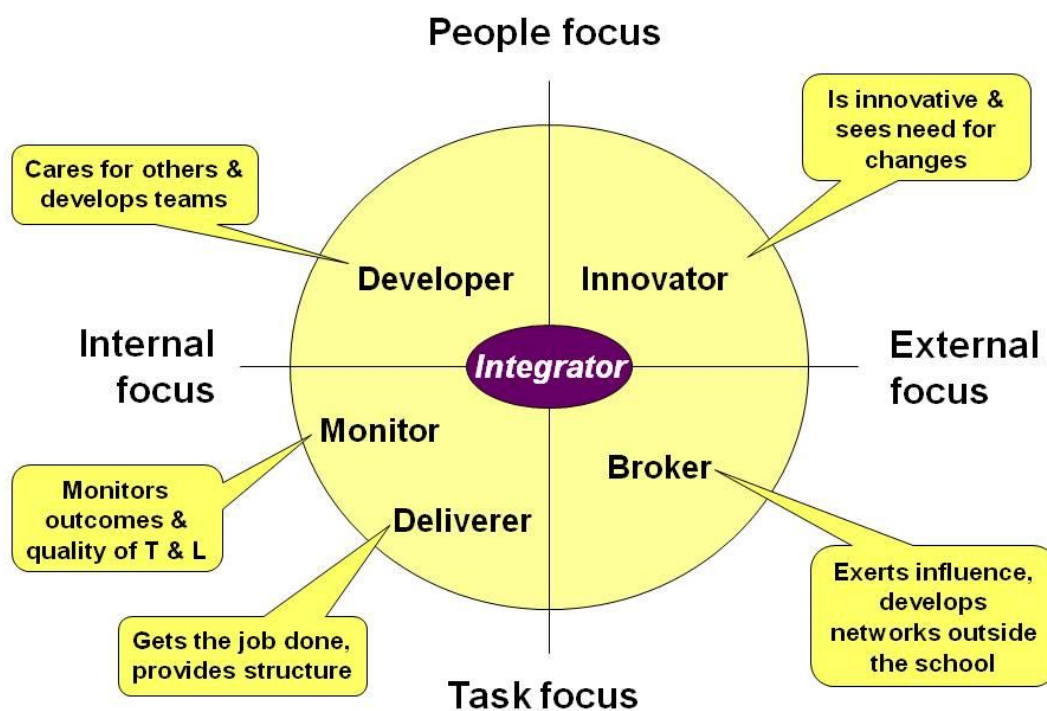 People focus
Is innovative &
sees need for
changes
Cares for others &
develops teams
Developer
Innovator
Internal
focus
Integrator
External
focus
Monitor
Broker
Monitors
outcomes &
quality of T & L
Deliverer
Exerts influence,
develops
networks outside
the school
Gets the job done,
provides structure
Task focus